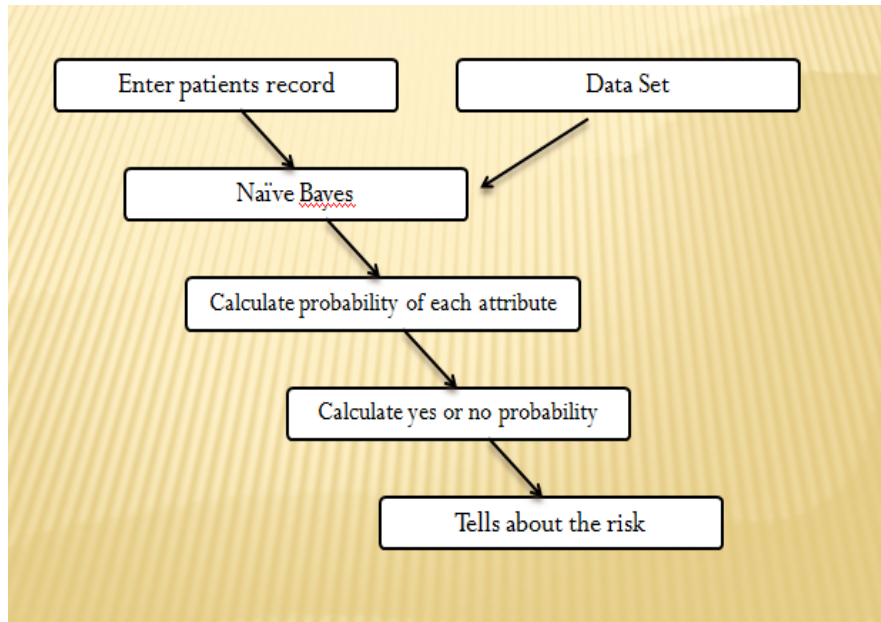 Enter patients record
Data Set
Naïve Bayes
Calculate probability of each attribute
Calculate yes or no probability
Tells about the risk